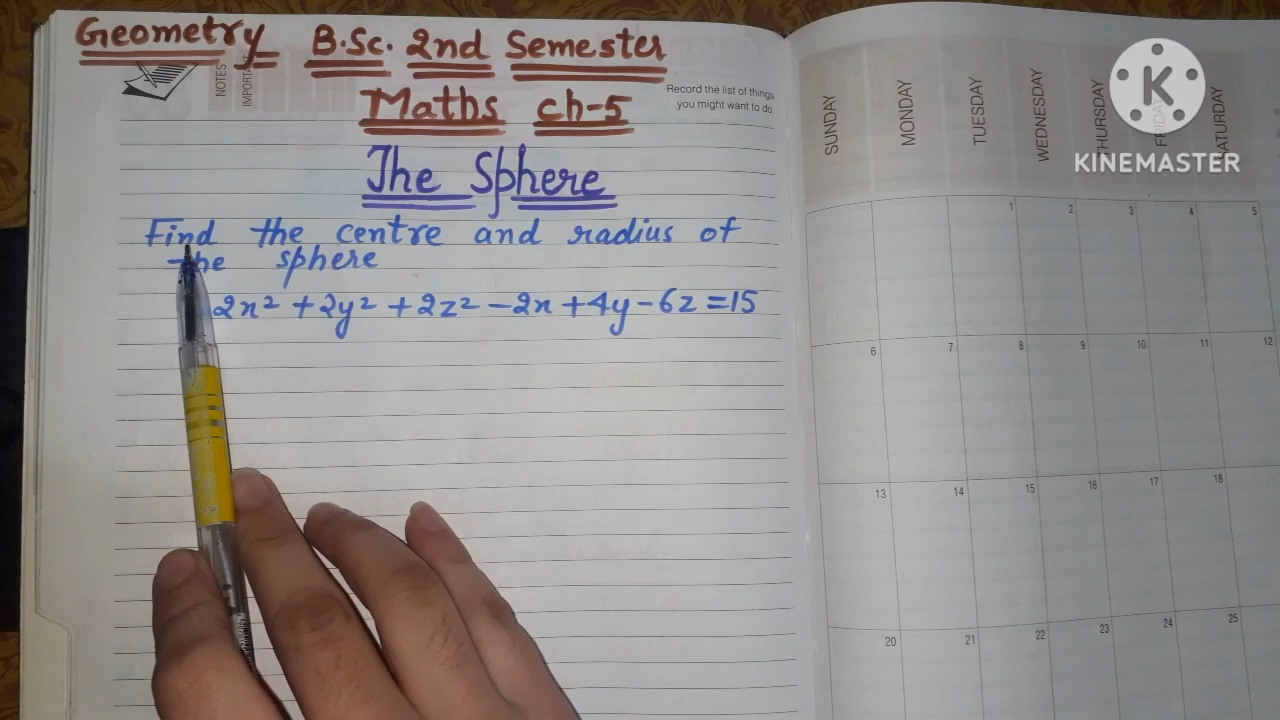 Geometry B.Sc. 2nd Semester
NOTES
Maths ch-5
Record the list of things
you might want to do
The Sphere
Find the centre and radius of
the sphere
2x² + 2y² + 2z² - 2x + 4y - 6z = 15
KINEMASTER
SUNDAY MONDAY TUESDAY WEDNESDAY THURSDAY FRIDAY
1 2 3 4 5
6 7 8 9 10 11 12
13 14 15 16 17 18
20 21 22 23 24 25